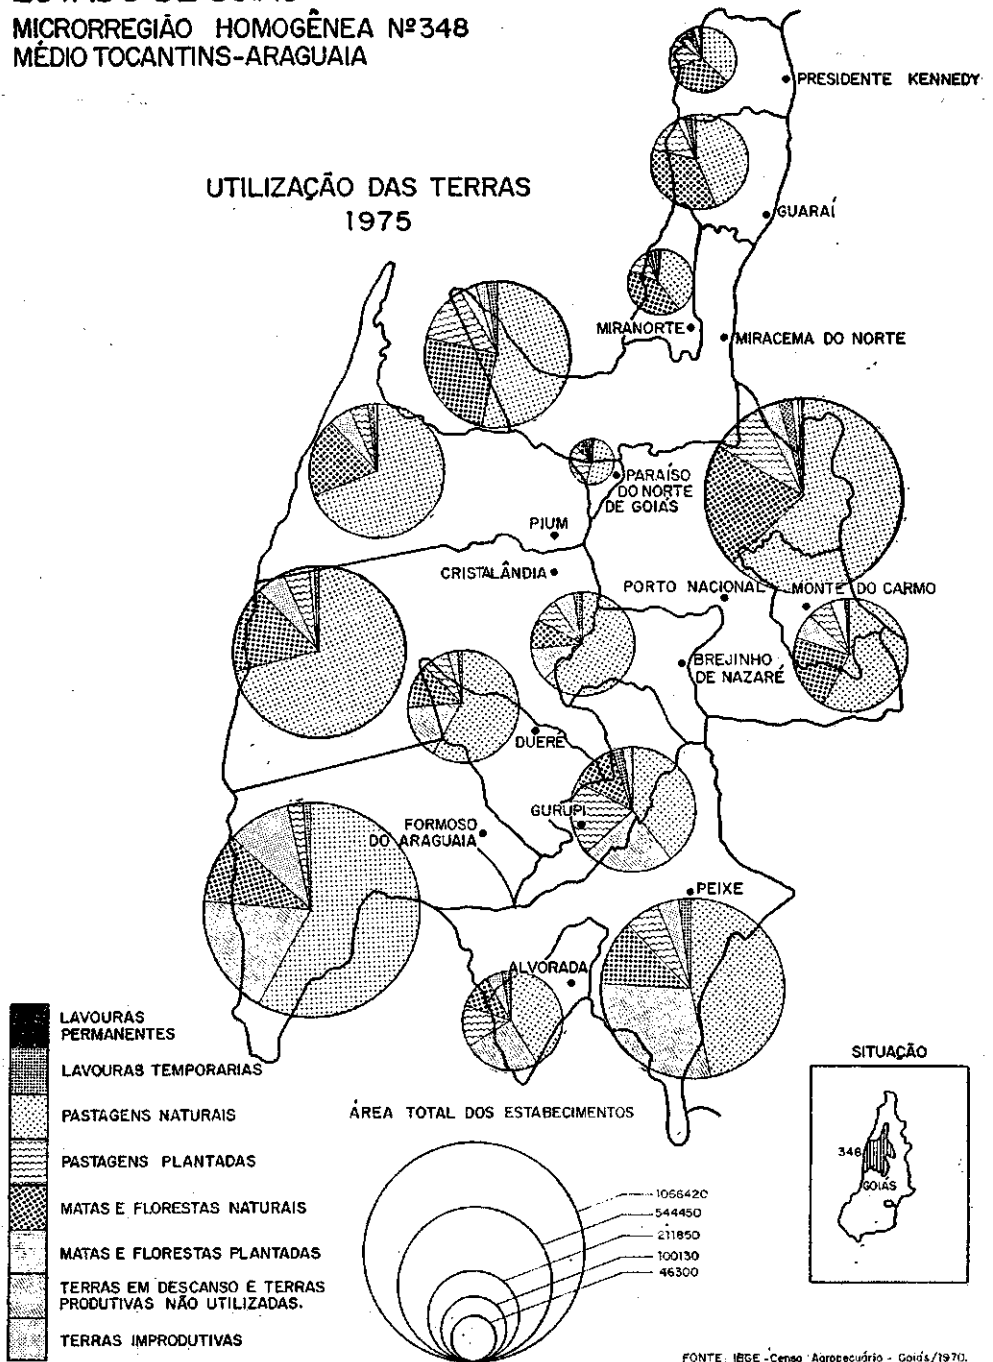 MICRORREGIÃO HOMOGÊNEA Nº348
MÉDIO TOCANTINS-ARAGUAIA
UTILIZAÇÃO DAS TERRAS
1975
PRESIDENTE KENNEDY
GUARAÍ
MIRANORTE
MIRACEMA DO NORTE
PARAÍSO
DO NORTE
DE GOIÁS
PIUM
CRISTALÂNDIA
PORTO NACIONAL
MONTE DO CARMO
BREJINHO
DE NAZARÉ
DUERÉ
GURUPI
FORMOSO
DO ARAGUAIA
PEIXE
ALVORADA
LAVOURAS
PERMANENTES
LAVOURAS TEMPORARIAS
PASTAGENS NATURAIS
PASTAGENS PLANTADAS
MATAS E FLORESTAS NATURAIS
MATAS E FLORESTAS PLANTADAS
TERRAS EM DESCANSO E TERRAS
PRODUTIVAS NÃO UTILIZADAS.
TERRAS IMPRODUTIVAS
ÁREA TOTAL DOS ESTABECIMENTOS
1066420
544450
211850
100130
46300
SITUAÇÃO
348
GOIÁS
FONTE: IBGE - Censo Agropecuário - Goiás/1970.